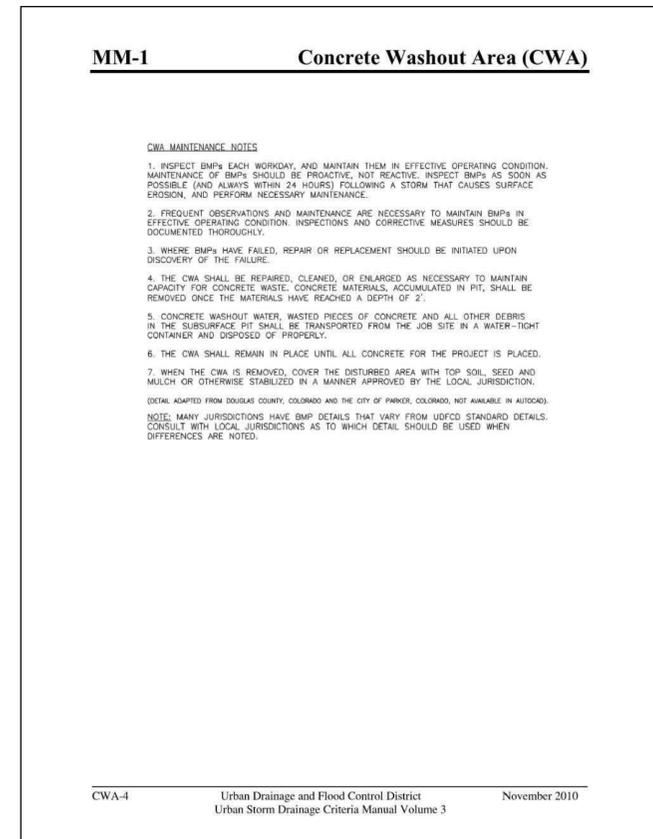 MM-1 Concrete Washout Area (CWA)
CWA MAINTENANCE NOTES
1. INSPECT BMPs EACH WORKDAY, AND MAINTAIN THEM IN EFFECTIVE OPERATING CONDITION.
MAINTENANCE OF BMPs SHOULD BE PROACTIVE, NOT REACTIVE. INSPECT BMPs AS SOON AS
POSSIBLE (AND ALWAYS WITHIN 24 HOURS) FOLLOWING A STORM THAT CAUSES SURFACE
EROSION, AND PERFORM NECESSARY MAINTENANCE.
2. FREQUENT OBSERVATIONS AND MAINTENANCE ARE NECESSARY TO MAINTAIN BMPs IN
EFFECTIVE OPERATING CONDITION. INSPECTIONS AND CORRECTIVE MEASURES SHOULD BE
DOCUMENTED THOROUGHLY.
3. WHERE BMPs HAVE FAILED, REPAIR OR REPLACEMENT SHOULD BE INITIATED UPON
DISCOVERY OF THE FAILURE.
4. THE CWA SHALL BE REPAIRED, CLEANED, OR ENLARGED AS NECESSARY TO MAINTAIN
CAPACITY FOR CONCRETE WASTE. CONCRETE MATERIALS, ACCUMULATED IN PIT, SHALL BE
REMOVED ONCE THE MATERIALS HAVE REACHED A DEPTH OF 2'.
5. CONCRETE WASHOUT WATER, WASTED PIECES OF CONCRETE AND ALL OTHER DEBRIS
IN THE SUBSURFACE PIT SHALL BE TRANSPORTED FROM THE JOB SITE IN A WATER-TIGHT
CONTAINER AND DISPOSED OF PROPERLY.
6. THE CWA SHALL REMAIN IN PLACE UNTIL ALL CONCRETE FOR THE PROJECT IS PLACED.
7. WHEN THE CWA IS REMOVED, COVER THE DISTURBED AREA WITH TOP SOIL, SEED AND
MULCH OR OTHERWISE STABILIZED IN A MANNER APPROVED BY THE LOCAL JURISDICTION.
(DETAIL ADAPTED FROM DOUGLAS COUNTY, COLORADO AND THE CITY OF PARKER, COLORADO, NOT AVAILABLE IN AUTOCAD).
NOTE: MANY JURISDICTIONS HAVE BMP DETAILS THAT VARY FROM UDFCD STANDARD DETAILS.
CONSULT WITH LOCAL JURISDICTIONS AS TO WHICH DETAIL SHOULD BE USED WHEN
DIFFERENCES ARE NOTED.
CWA-4 Urban Drainage and Flood Control District November 2010
Urban Storm Drainage Criteria Manual Volume 3